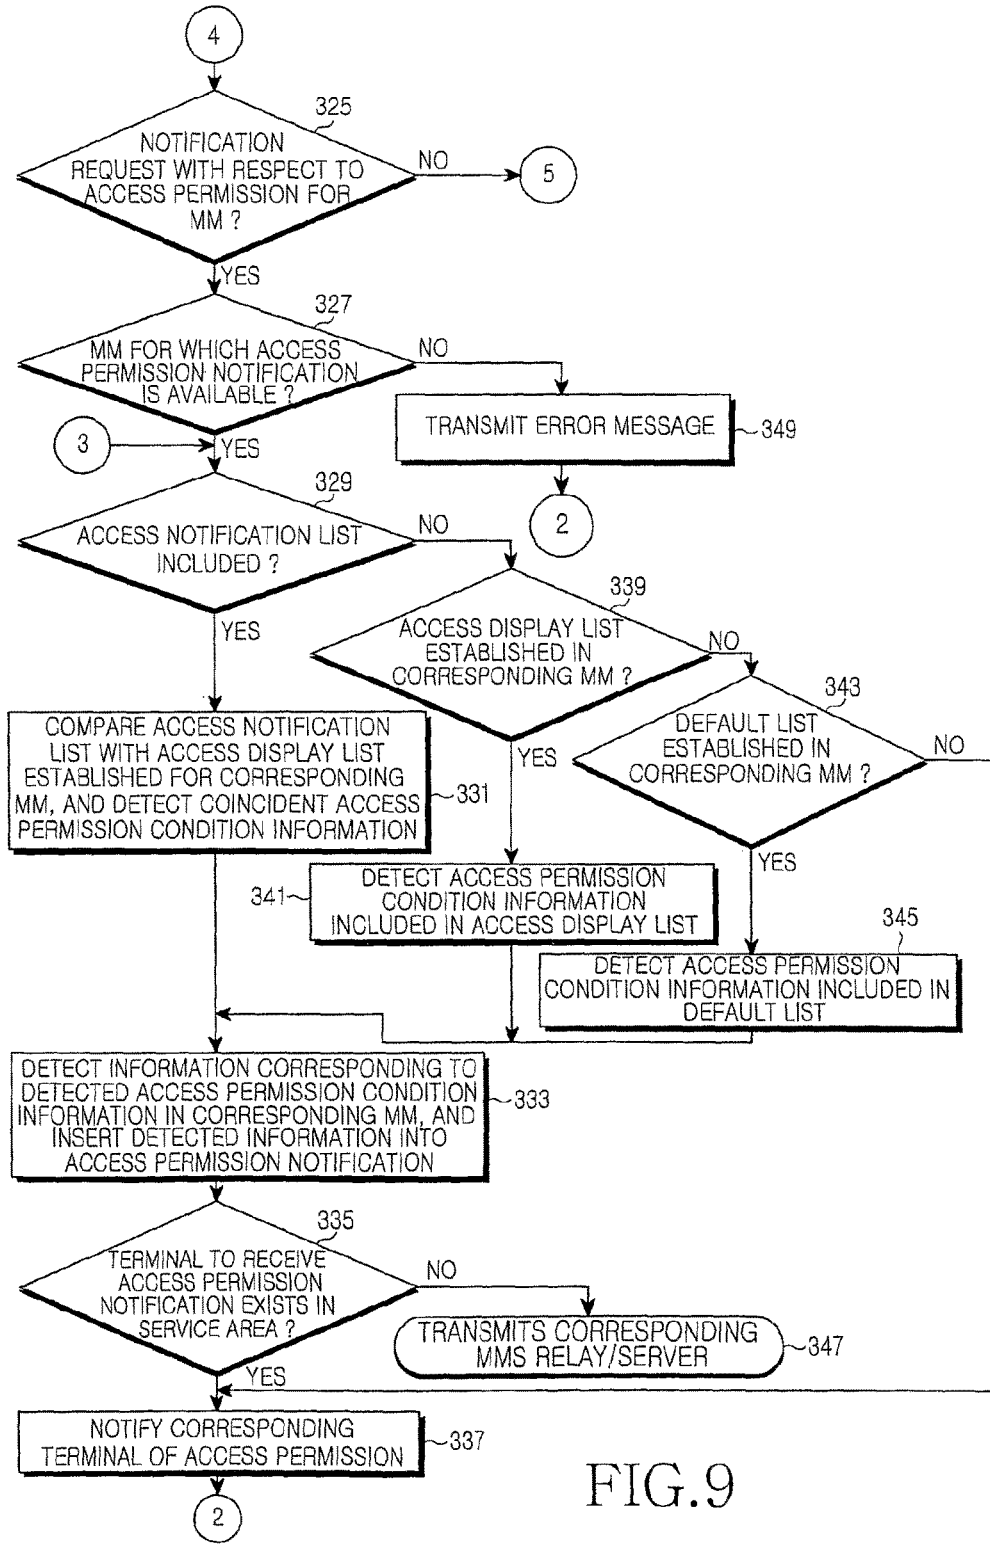 4
325
NOTIFICATION
REQUEST WITH RESPECT TO
ACCESS PERMISSION FOR
MM ?
NO
5
YES
327
MM FOR WHICH ACCESS
PERMISSION NOTIFICATION
IS AVAILABLE ?
NO
TRANSMIT ERROR MESSAGE
349
2
3
YES
329
ACCESS NOTIFICATION LIST
INCLUDED ?
NO
YES
339
ACCESS DISPLAY LIST
ESTABLISHED IN
CORRESPONDING MM ?
NO
YES
343
DEFAULT LIST
ESTABLISHED IN
CORRESPONDING MM ?
NO
YES
COMPARE ACCESS NOTIFICATION
LIST WITH ACCESS DISPLAY LIST
ESTABLISHED FOR CORRESPONDING
MM, AND DETECT COINCIDENT ACCESS
PERMISSION CONDITION INFORMATION
331
341
DETECT ACCESS PERMISSION
CONDITION INFORMATION
INCLUDED IN ACCESS DISPLAY LIST
345
DETECT ACCESS PERMISSION
CONDITION INFORMATION INCLUDED IN
DEFAULT LIST
DETECT INFORMATION CORRESPONDING TO
DETECTED ACCESS PERMISSION CONDITION
INFORMATION IN CORRESPONDING MM, AND
INSERT DETECTED INFORMATION INTO
ACCESS PERMISSION NOTIFICATION
333
335
TERMINAL TO RECEIVE
ACCESS PERMISSION
NOTIFICATION EXISTS IN
SERVICE AREA ?
NO
TRANSMITS CORRESPONDING
MMS RELAY/SERVER
347
YES
NOTIFY CORRESPONDING
TERMINAL OF ACCESS PERMISSION
337
2
FIG.9